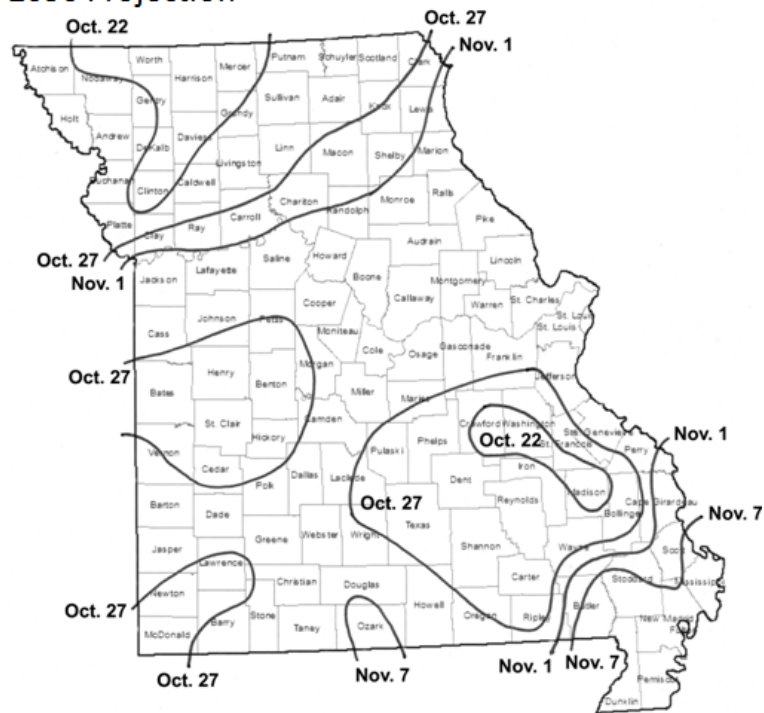 Oct. 22
Oct. 27
Nov. 1
Worth
Putnam
Schuyler
Scotland
Clark
Atchison
Nodaway
Harrison
Mercer
Holt
Gentry
Sullivan
Adair
Knox
Lewis
Andrew
DeKalb
Daviess
Grundy
Linn
Macon
Shelby
Marion
Buchanan
Clinton
Caldwell
Livingston
Chariton
Randolph
Monroe
Ralls
Platte
Clay
Ray
Carroll
Pike
Audrain
Oct. 27
Nov. 1
Jackson
Lafayette
Saline
Howard
Boone
Callaway
Montgomery
Lincoln
Warren
St. Charles
St. Louis
Cass
Johnson
Pettis
Cooper
Moniteau
Cole
Osage
Gasconade
Franklin
Jefferson
Oct. 27
Bates
Henry
Benton
Morgan
Miller
Maries
St. Clair
Hickory
Camden
Pulaski
Phelps
Crawford
Washington
Ste. Genevieve
St. Francois
Perry
Nov. 1
Oct. 22
Vernon
Cedar
Polk
Dallas
Laclede
Dent
Iron
Madison
Cape Girardeau
Bollinger
Oct. 27
Nov. 7
Barton
Dade
Greene
Webster
Wright
Texas
Reynolds
Shannon
Wayne
Scott
Jasper
Lawrence
Christian
Douglas
Howell
Carter
Stoddard
Mississippi
Oct. 27
Newton
Barry
Stone
Taney
Ozark
Oregon
Ripley
Butler
New Madrid
McDonald
Oct. 27
Nov. 7
Nov. 1
Nov. 7
Pemiscot
Dunklin